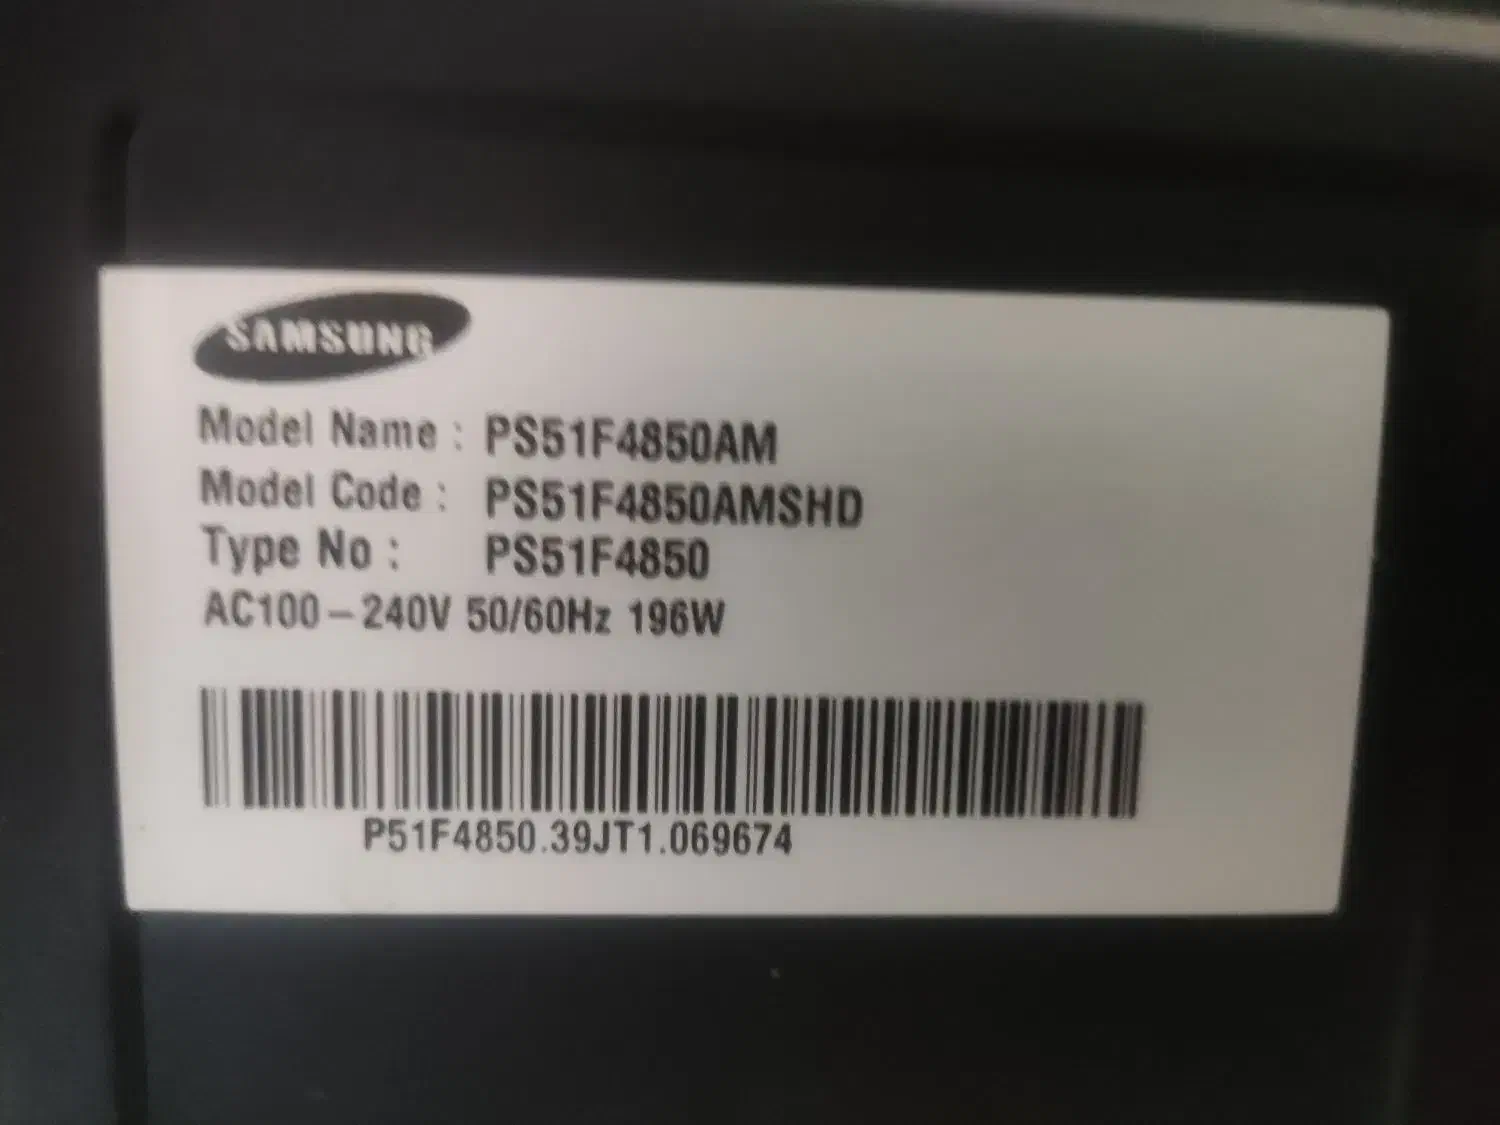 SAMSUNG
Model Name : PS51F4850AM
Model Code : PS51F4850AMSHD
Type No : PS51F4850
AC100-240V 50/60Hz 196W
P51F4850.39JT1.069674